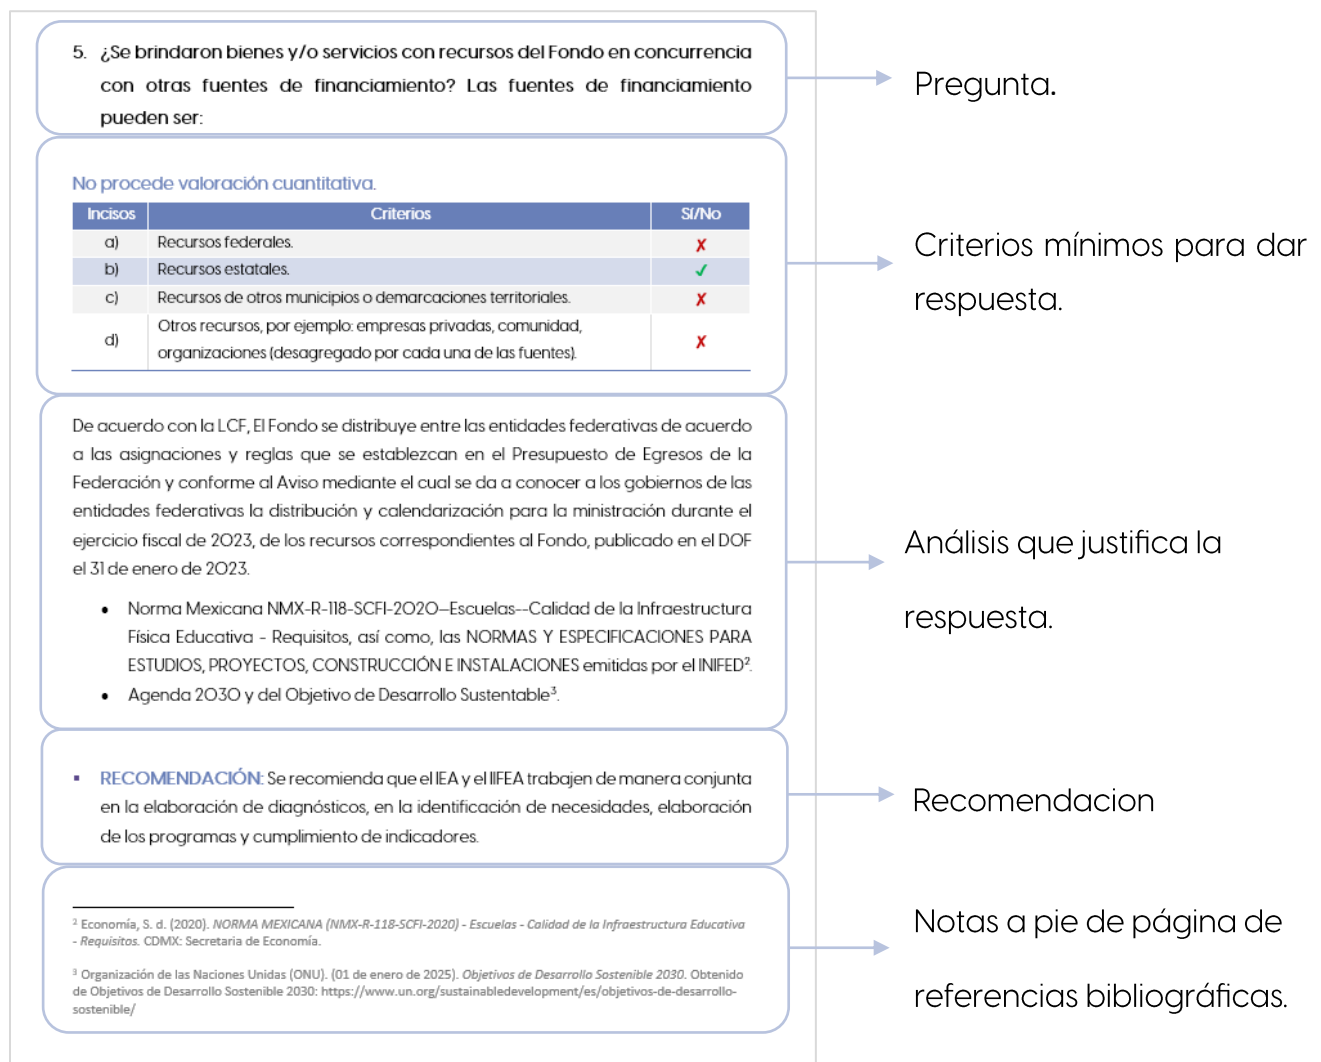 5. ¿Se brindaron bienes y/o servicios con recursos del Fondo en concurrencia
con otras fuentes de financiamiento? Las fuentes de financiamiento
pueden ser:
Pregunta.
No procede valoración cuantitativa.
Incisos Criterios Sí/No
a) Recursos federales. ✗
b) Recursos estatales. ✓
c) Recursos de otros municipios o demarcaciones territoriales. ✗
d) Otros recursos, por ejemplo: empresas privadas, comunidad,
organizaciones (desagregado por cada una de las fuentes). ✗
Criterios mínimos para dar
respuesta.
De acuerdo con la LCF, El Fondo se distribuye entre las entidades federativas de acuerdo
a las asignaciones y reglas que se establezcan en el Presupuesto de Egresos de la
Federación y conforme al Aviso mediante el cual se da a conocer a los gobiernos de las
entidades federativas la distribución y calendarización para la ministración durante el
ejercicio fiscal de 2023, de los recursos correspondientes al Fondo, publicado en el DOF
el 31 de enero de 2023.
• Norma Mexicana NMX-R-118-SCFI-2020–Escuelas--Calidad de la Infraestructura
Física Educativa - Requisitos, así como, las NORMAS Y ESPECIFICACIONES PARA
ESTUDIOS, PROYECTOS, CONSTRUCCIÓN E INSTALACIONES emitidas por el INIFED².
• Agenda 2030 y del Objetivo de Desarrollo Sustentable³.
Análisis que justifica la
respuesta.
▪ RECOMENDACIÓN: Se recomienda que el IEA y el IIFEA trabajen de manera conjunta
en la elaboración de diagnósticos, en la identificación de necesidades, elaboración
de los programas y cumplimiento de indicadores.
Recomendacion
² Economía, S. d. (2020). NORMA MEXICANA (NMX-R-118-SCFI-2020) - Escuelas - Calidad de la Infraestructura Educativa
- Requisitos. CDMX: Secretaria de Economía.
³ Organización de las Naciones Unidas (ONU). (01 de enero de 2025). Objetivos de Desarrollo Sostenible 2030. Obtenido
de Objetivos de Desarrollo Sostenible 2030: https://www.un.org/sustainabledevelopment/es/objetivos-de-desarrollo-
sostenible/
Notas a pie de página de
referencias bibliográficas.